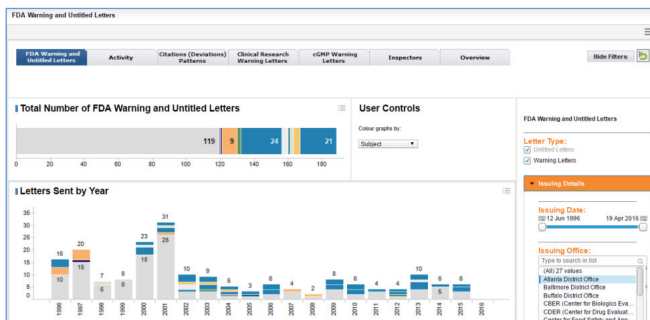 FDA Warning and Untitled Letters
FDA Warning and Untitled Letters
Activity
Citations (Deviations) Patterns
Clinical Research Warning Letters
cGMP Warning Letters
Inspectors
Overview
Hide Filters
Total Number of FDA Warning and Untitled Letters
119 9 24 21
0 20 40 60 80 100 120 140 160 180
User Controls
Colour graphs by:
Subject
FDA Warning and Untitled Letters
Letter Type:
Untitled Letters
Warning Letters
Issuing Details
Issuing Date:
12 Jun 1996 19 Apr 2016
Issuing Office:
Type to search in list
(All) 27 values
Atlanta District Office
Baltimore District Office
Buffalo District Office
CBER (Center for Biologics Eva...
CDER (Center for Drug Evaluat...
Letters Sent by Year
35
30
25
20
15
10
5
0
16 20 7 8 23 31 10 9 5 3 6 4 2 8 6 4 4 10 6 6
10 15 6 8 18 26 5
1996 1997 1998 1999 2000 2001 2002 2003 2004 2005 2006 2007 2008 2009 2010 2011 2012 2013 2014 2015 2016